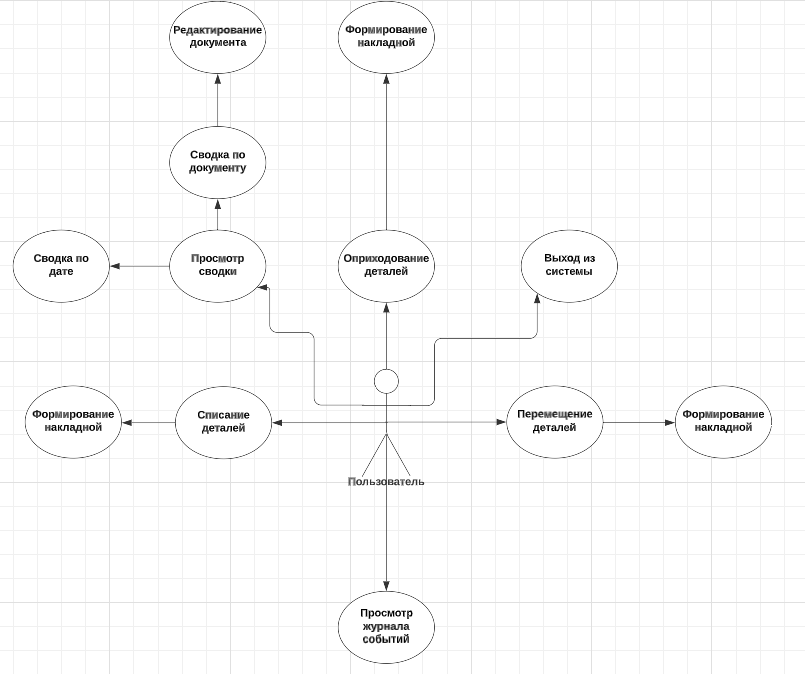 Редактирование
документа
Формирование
накладной
Сводка по
документу
Сводка по
дате
Просмотр
сводки
Оприходование
деталей
Выход из
системы
Формирование
накладной
Списание
деталей
Перемещение
деталей
Формирование
накладной
Пользователь
Просмотр
журнала
событий